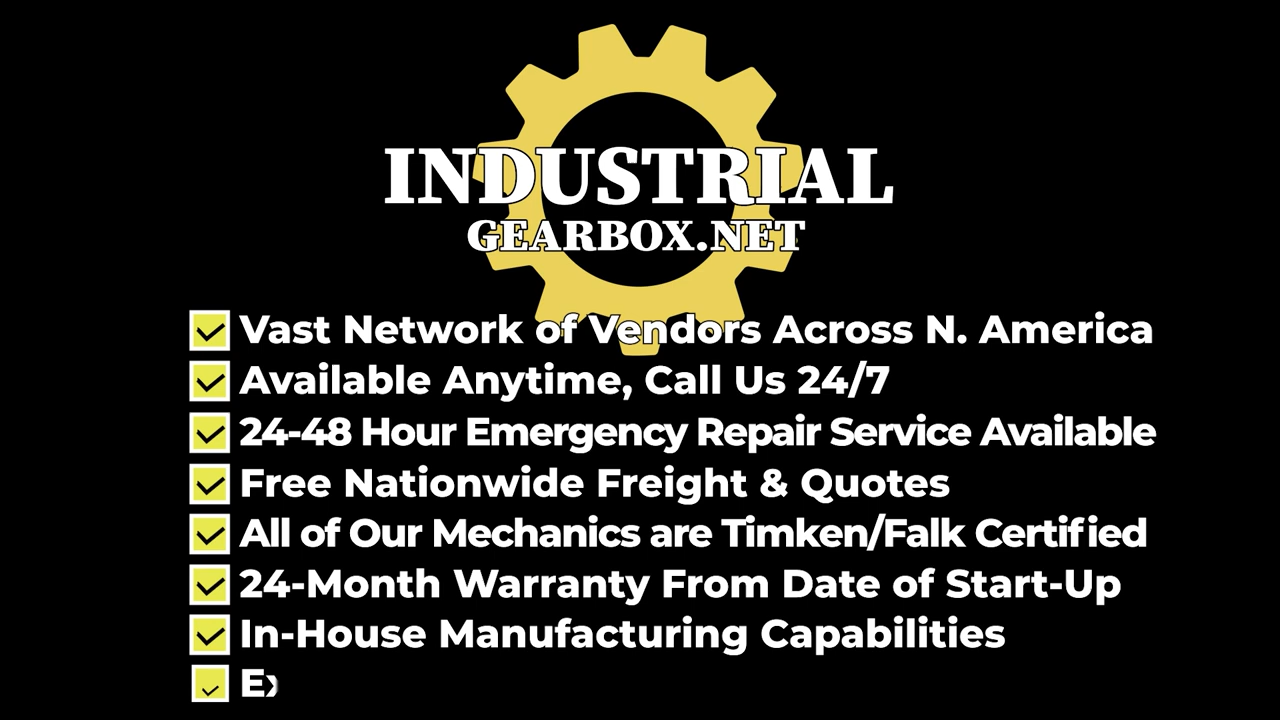 INDUSTRIAL
GEARBOX.NET
Vast Network of Vendors Across N. America
Available Anytime, Call Us 24/7
24-48 Hour Emergency Repair Service Available
Free Nationwide Freight & Quotes
All of Our Mechanics are Timken/Falk Certified
24-Month Warranty From Date of Start-Up
In-House Manufacturing Capabilities